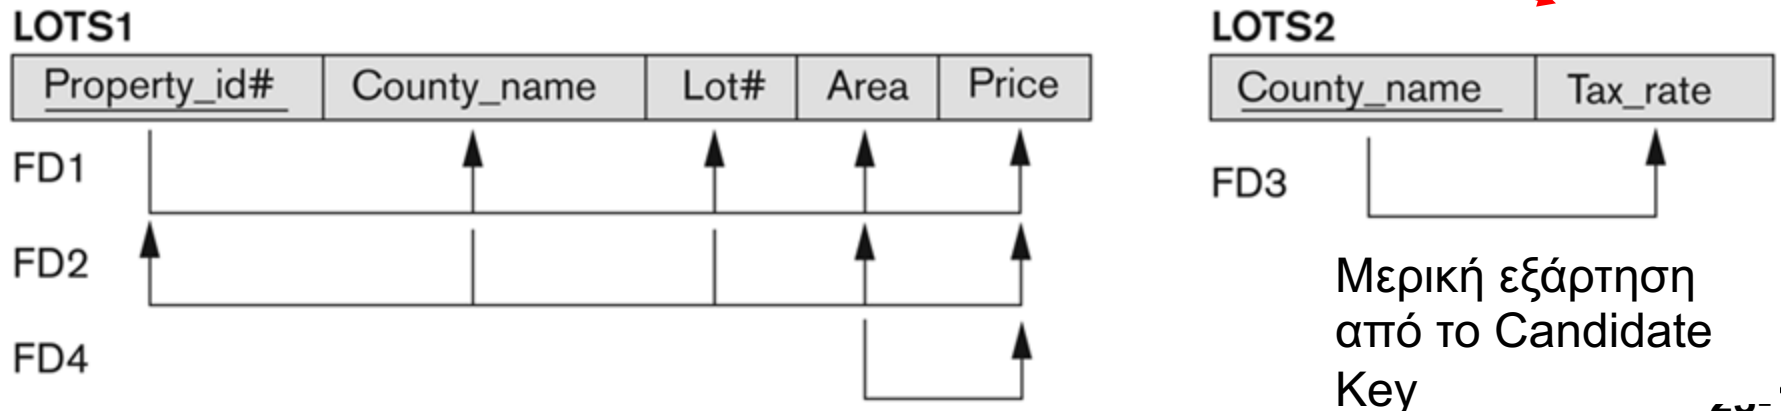 LOTS1
Property_id# County_name Lot# Area Price
FD1
FD2
FD4
LOTS2
County_name Tax_rate
FD3
Μερική εξάρτηση
από το Candidate
Key